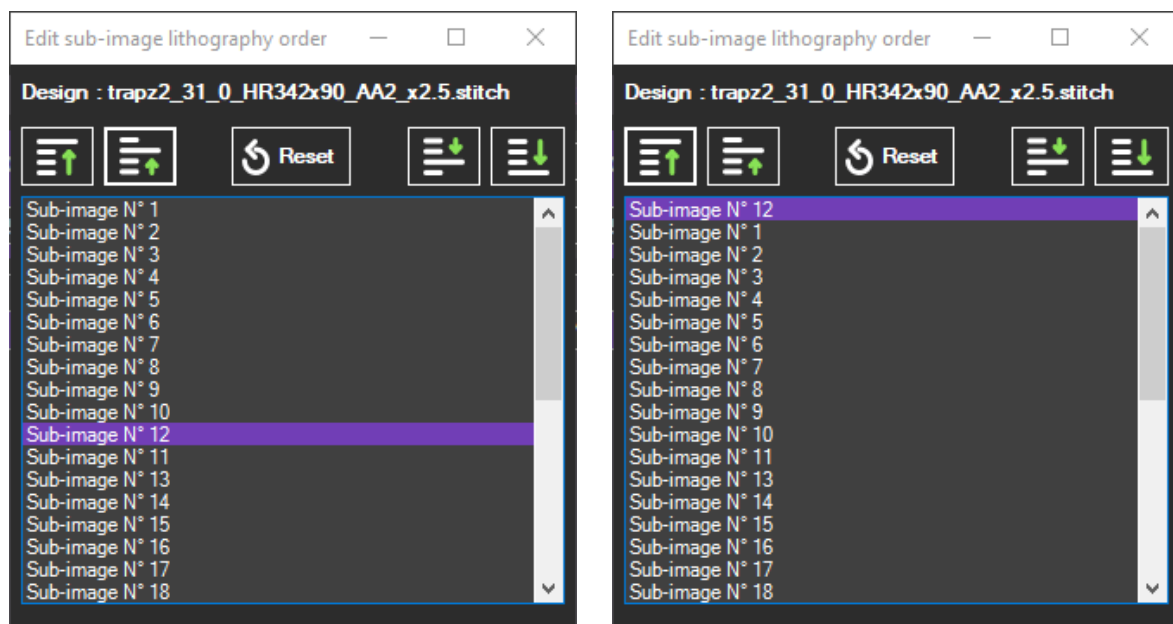 Edit sub-image lithography order
Design : trapz2_31_0_HR342x90_AA2_x2.5.stitch
Reset
Sub-image N° 1
Sub-image N° 2
Sub-image N° 3
Sub-image N° 4
Sub-image N° 5
Sub-image N° 6
Sub-image N° 7
Sub-image N° 8
Sub-image N° 9
Sub-image N° 10
Sub-image N° 12
Sub-image N° 11
Sub-image N° 13
Sub-image N° 14
Sub-image N° 15
Sub-image N° 16
Sub-image N° 17
Sub-image N° 18
Edit sub-image lithography order
Design : trapz2_31_0_HR342x90_AA2_x2.5.stitch
Reset
Sub-image N° 12
Sub-image N° 1
Sub-image N° 2
Sub-image N° 3
Sub-image N° 4
Sub-image N° 5
Sub-image N° 6
Sub-image N° 7
Sub-image N° 8
Sub-image N° 9
Sub-image N° 10
Sub-image N° 11
Sub-image N° 13
Sub-image N° 14
Sub-image N° 15
Sub-image N° 16
Sub-image N° 17
Sub-image N° 18